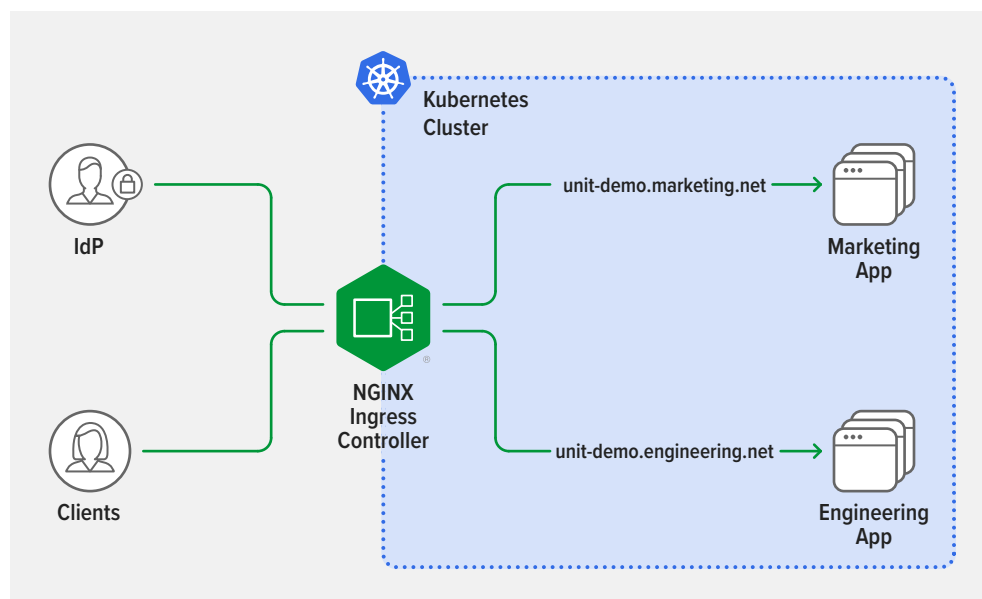 Kubernetes
Cluster
IdP
unit-demo.marketing.net
Marketing
App
®
NGINX
Ingress
Controller
Clients
unit-demo.engineering.net
Engineering
App